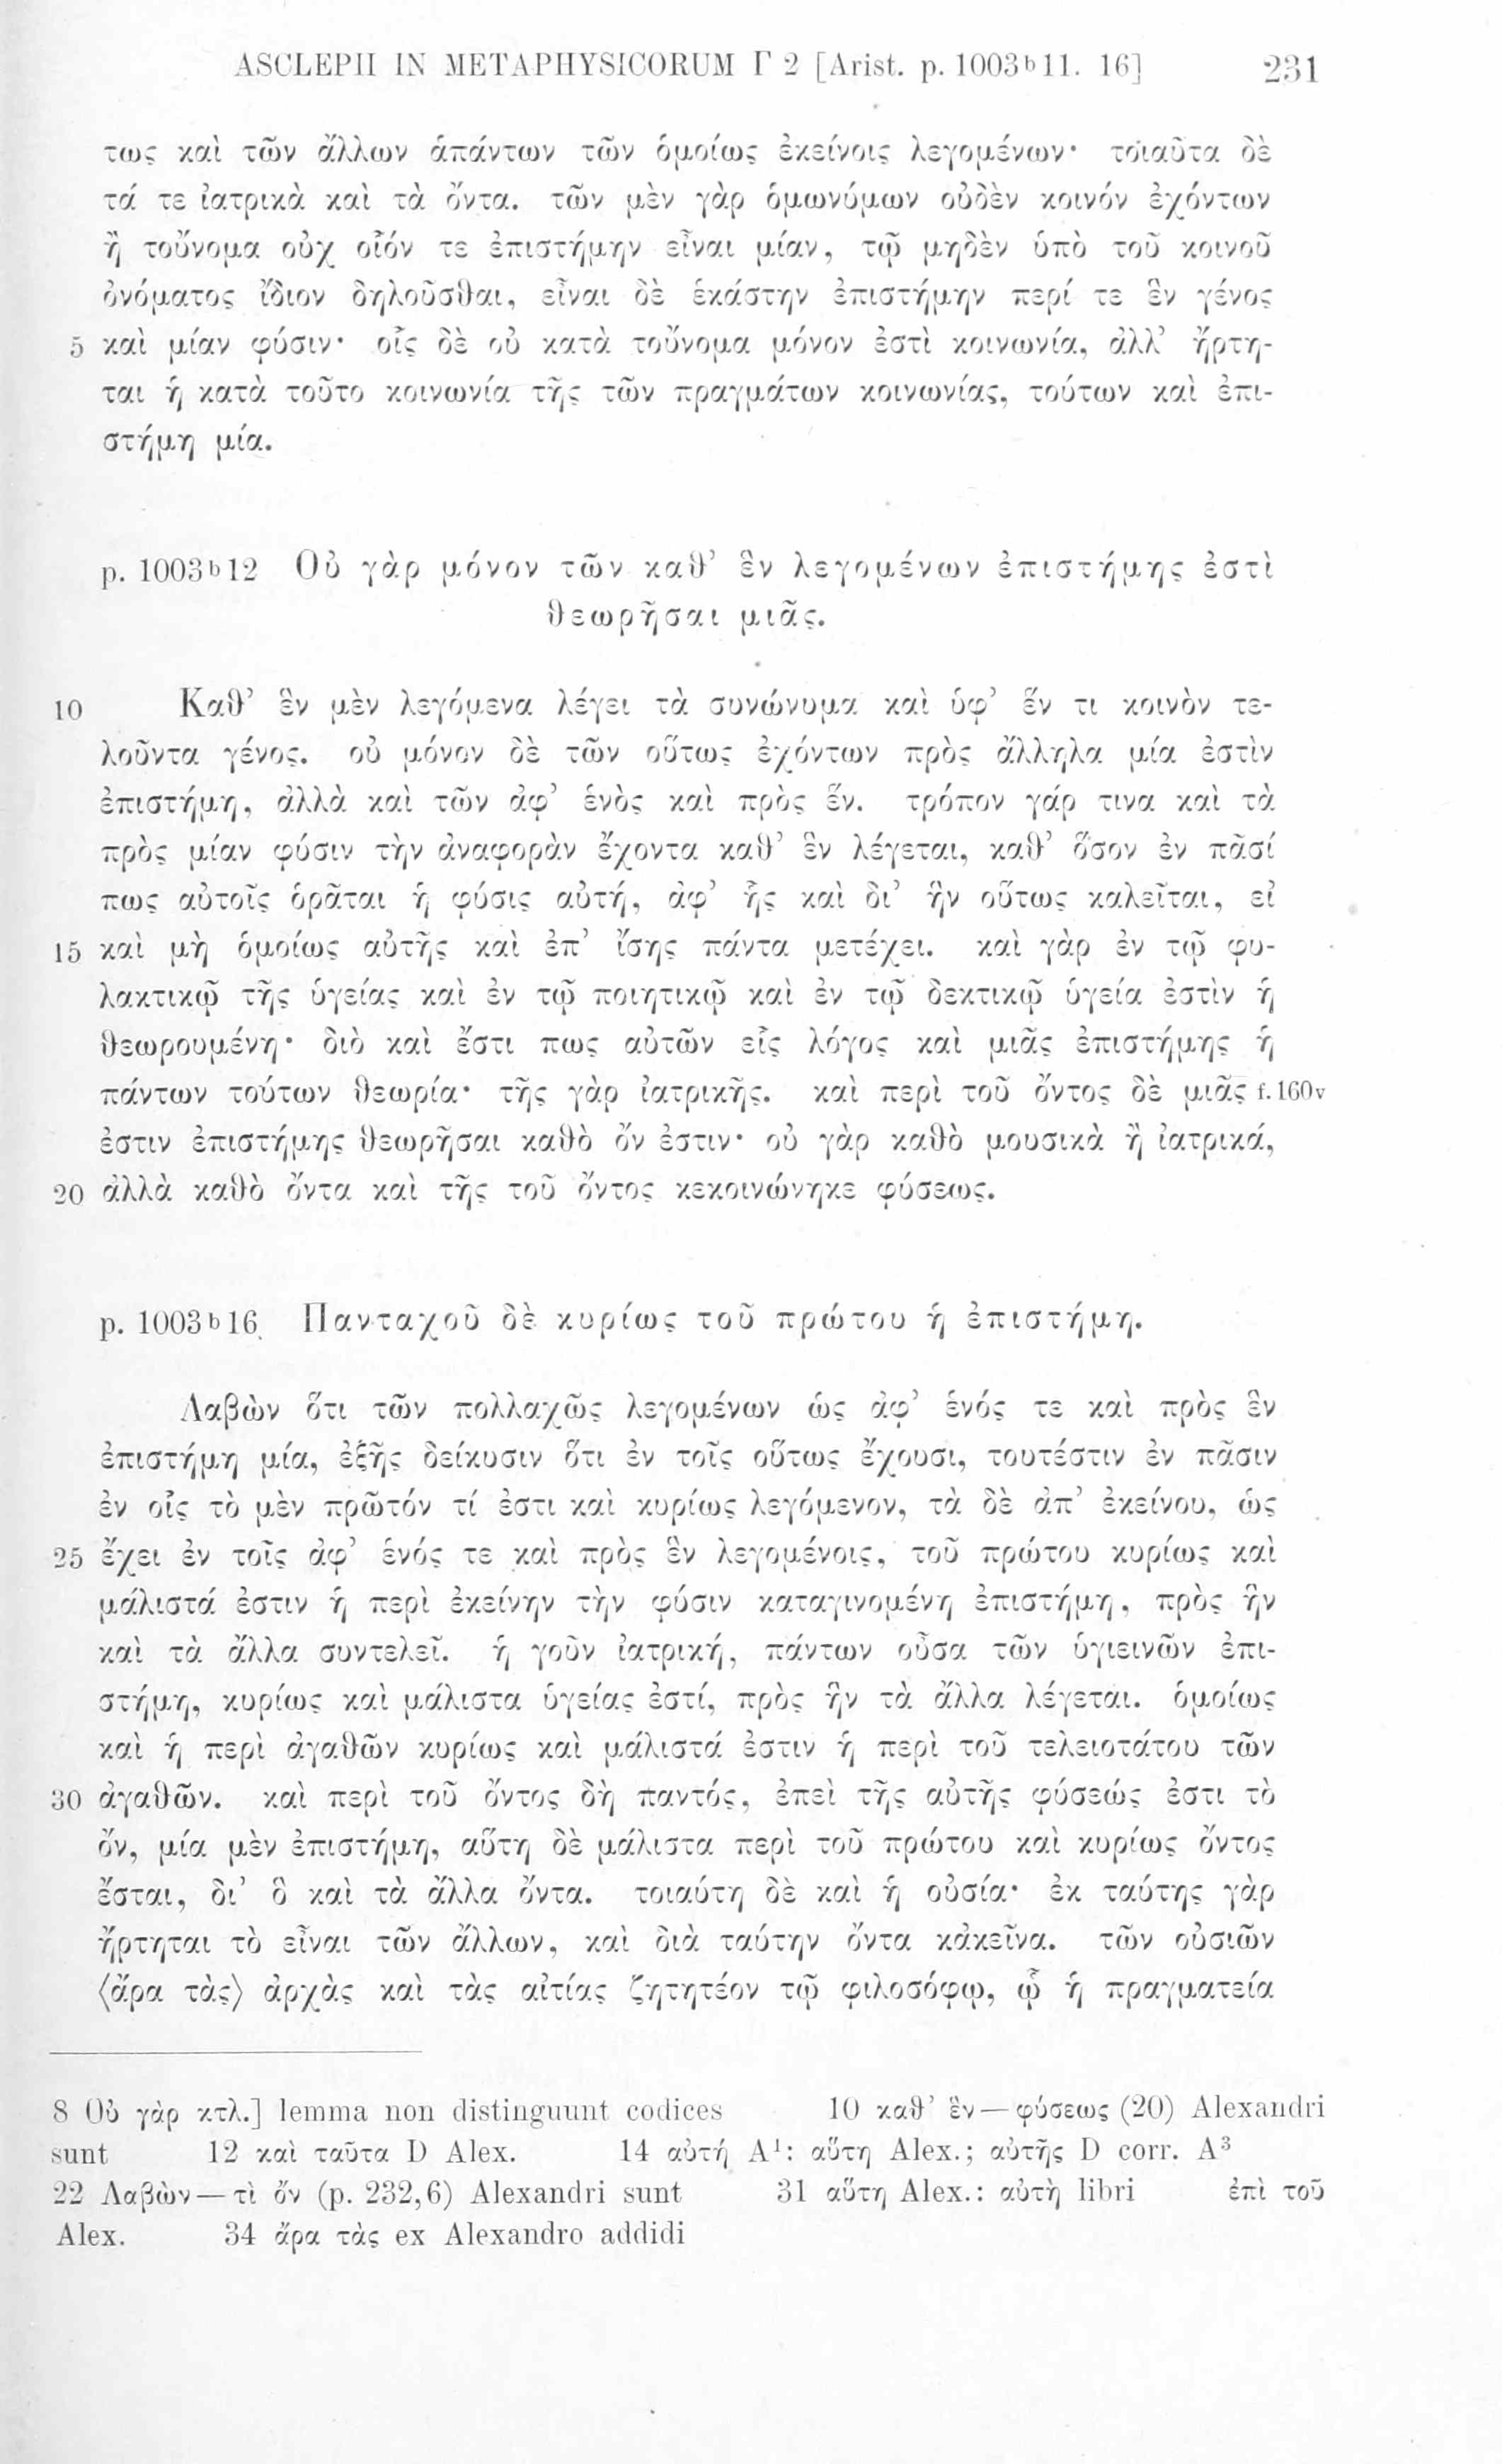 ASCLEPII IN METAPHYSICORUM Γ 2 [Arist. p. 1003ᵇ11. 16] 231
τως καὶ τῶν ἄλλων ἁπάντων τῶν ὁμοίως ἐκείνοις λεγομένων· τοιαῦτα δὲ
τά τε ἰατρικὰ καὶ τὰ ὄντα. τῶν μὲν γὰρ ὁμωνύμων οὐδὲν κοινόν ἐχόντων
ἢ τοὔνομα οὐχ οἷόν τε ἐπιστήμην εἶναι μίαν, τῷ μηδὲν ὑπὸ τοῦ κοινοῦ
ὀνόματος ἴδιον δηλοῦσθαι, εἶναι δὲ ἑκάστην ἐπιστήμην περί τε ἓν γένος
5 καὶ μίαν φύσιν· οἷς δὲ οὐ κατὰ τοὔνομα μόνον ἐστὶ κοινωνία, ἀλλ’ ἤρτη-
ται ἡ κατὰ τοῦτο κοινωνία τῆς τῶν πραγμάτων κοινωνίας, τούτων καὶ ἐπι-
στήμη μία.
p. 1003ᵇ12 Οὐ γὰρ μόνον τῶν καθ’ ἓν λεγομένων ἐπιστήμης ἐστὶ
θεωρῆσαι μιᾶς.
10 Καθ’ ἓν μὲν λεγόμενα λέγει τὰ συνώνυμα καὶ ὑφ’ ἕν τι κοινὸν τε-
λοῦντα γένος. οὐ μόνον δὲ τῶν οὕτως ἐχόντων πρὸς ἄλληλα μία ἐστὶν
ἐπιστήμη, ἀλλὰ καὶ τῶν ἀφ’ ἑνὸς καὶ πρὸς ἕν. τρόπον γάρ τινα καὶ τὰ
πρὸς μίαν φύσιν τὴν ἀναφορὰν ἔχοντα καθ’ ἓν λέγεται, καθ’ ὅσον ἐν πᾶσί
πως αὐτοῖς ὁρᾶται ἡ φύσις αὐτή, ἀφ’ ἧς καὶ δι’ ἣν οὕτως καλεῖται, εἰ
15 καὶ μὴ ὁμοίως αὐτῆς καὶ ἐπ’ ἴσης πάντα μετέχει. καὶ γὰρ ἐν τῷ φυ-
λακτικῷ τῆς ὑγείας καὶ ἐν τῷ ποιητικῷ καὶ ἐν τῷ δεκτικῷ ὑγεία ἐστὶν ἡ
θεωρουμένη· διὸ καὶ ἔστι πως αὐτῶν εἷς λόγος καὶ μιᾶς ἐπιστήμης ἡ
πάντων τούτων θεωρία· τῆς γὰρ ἰατρικῆς. καὶ περὶ τοῦ ὄντος δὲ μιᾶς f. 160v
ἐστιν ἐπιστήμης θεωρῆσαι καθὸ ὄν ἐστιν· οὐ γὰρ καθὸ μουσικὰ ἢ ἰατρικά,
20 ἀλλὰ καθὸ ὄντα καὶ τῆς τοῦ ὄντος κεκοινώνηκε φύσεως.
p. 1003ᵇ16 Πανταχοῦ δὲ κυρίως τοῦ πρώτου ἡ ἐπιστήμη.
Λαβὼν ὅτι τῶν πολλαχῶς λεγομένων ὡς ἀφ’ ἑνός τε καὶ πρὸς ἓν
ἐπιστήμη μία, ἑξῆς δείκυσιν ὅτι ἐν τοῖς οὕτως ἔχουσι, τουτέστιν ἐν πᾶσιν
ἐν οἷς τὸ μὲν πρῶτόν τί ἐστι καὶ κυρίως λεγόμενον, τὰ δὲ ἀπ’ ἐκείνου, ὡς
25 ἔχει ἐν τοῖς ἀφ’ ἑνός τε καὶ πρὸς ἓν λεγομένοις, τοῦ πρώτου κυρίως καὶ
μάλιστά ἐστιν ἡ περὶ ἐκείνην τὴν φύσιν καταγινομένη ἐπιστήμη, πρὸς ἣν
καὶ τὰ ἄλλα συντελεῖ. ἡ γοῦν ἰατρική, πάντων οὖσα τῶν ὑγιεινῶν ἐπι-
στήμη, κυρίως καὶ μάλιστα ὑγείας ἐστί, πρὸς ἣν τὰ ἄλλα λέγεται. ὁμοίως
καὶ ἡ περὶ ἀγαθῶν κυρίως καὶ μάλιστά ἐστιν ἡ περὶ τοῦ τελειοτάτου τῶν
30 ἀγαθῶν. καὶ περὶ τοῦ ὄντος δὴ παντός, ἐπεὶ τῆς αὐτῆς φύσεώς ἐστι τὸ
ὄν, μία μὲν ἐπιστήμη, αὕτη δὲ μάλιστα περὶ τοῦ πρώτου καὶ κυρίως ὄντος
ἔσται, δι’ ὃ καὶ τὰ ἄλλα ὄντα. τοιαύτη δὲ καὶ ἡ οὐσία· ἐκ ταύτης γὰρ
ἤρτηται τὸ εἶναι τῶν ἄλλων, καὶ διὰ ταύτην ὄντα κἀκεῖνα. τῶν οὐσιῶν
⟨ἄρα τὰς⟩ ἀρχὰς καὶ τὰς αἰτίας ζητητέον τῷ φιλοσόφῳ, ᾧ ἡ πραγματεία
8 Οὐ γὰρ κτλ.] lemma non distinguunt codices 10 καθ’ ἓν — φύσεως (20) Alexandri
sunt 12 καὶ ταῦτα D Alex. 14 αὐτή A¹: αὕτη Alex.; αὐτῆς D corr. A³
22 Λαβὼν — τὶ ὄν (p. 232,6) Alexandri sunt 31 αὕτη Alex.: αὐτὴ libri ἐπὶ τοῦ
Alex. 34 ἄρα τὰς ex Alexandro addidi